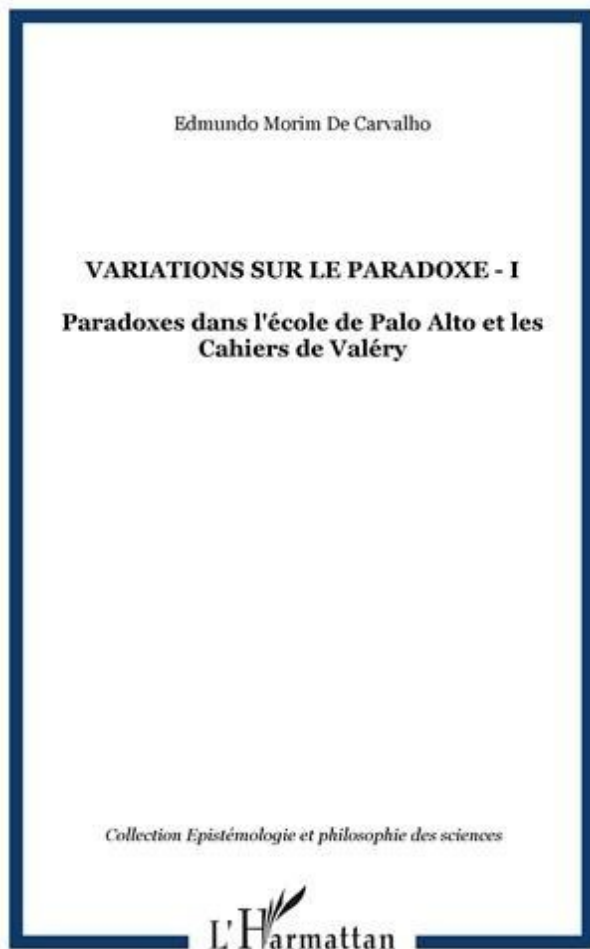 Edmundo Morim De Carvalho
VARIATIONS SUR LE PARADOXE - I
Paradoxes dans l'école de Palo Alto et les
Cahiers de Valéry
Collection Epistémologie et philosophie des sciences
L'Harmattan